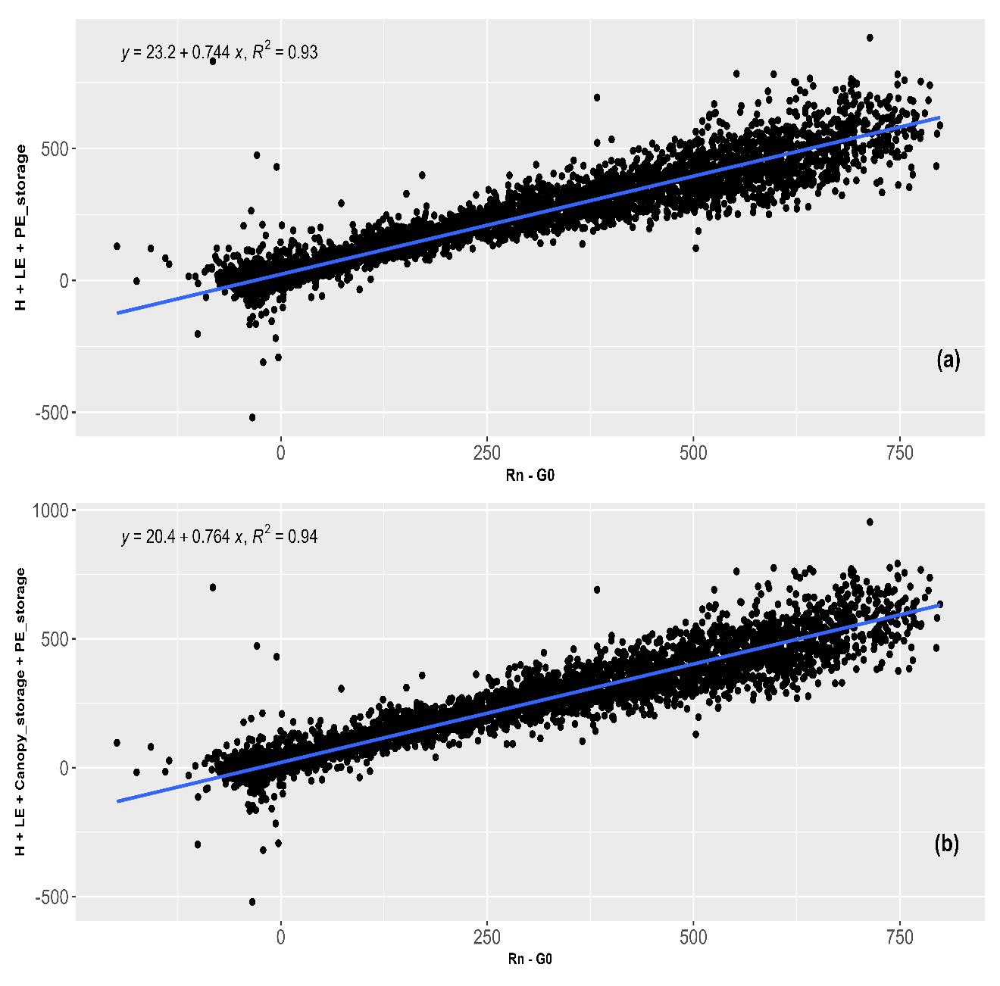 y = 23.2 + 0.744 x, R² = 0.93
500
0
-500
H + LE + PE_storage
(a)
0 250 500 750
Rn - G0
1000
y = 20.4 + 0.764 x, R² = 0.94
500
0
-500
H + LE + Canopy_storage + PE_storage
(b)
0 250 500 750
Rn - G0